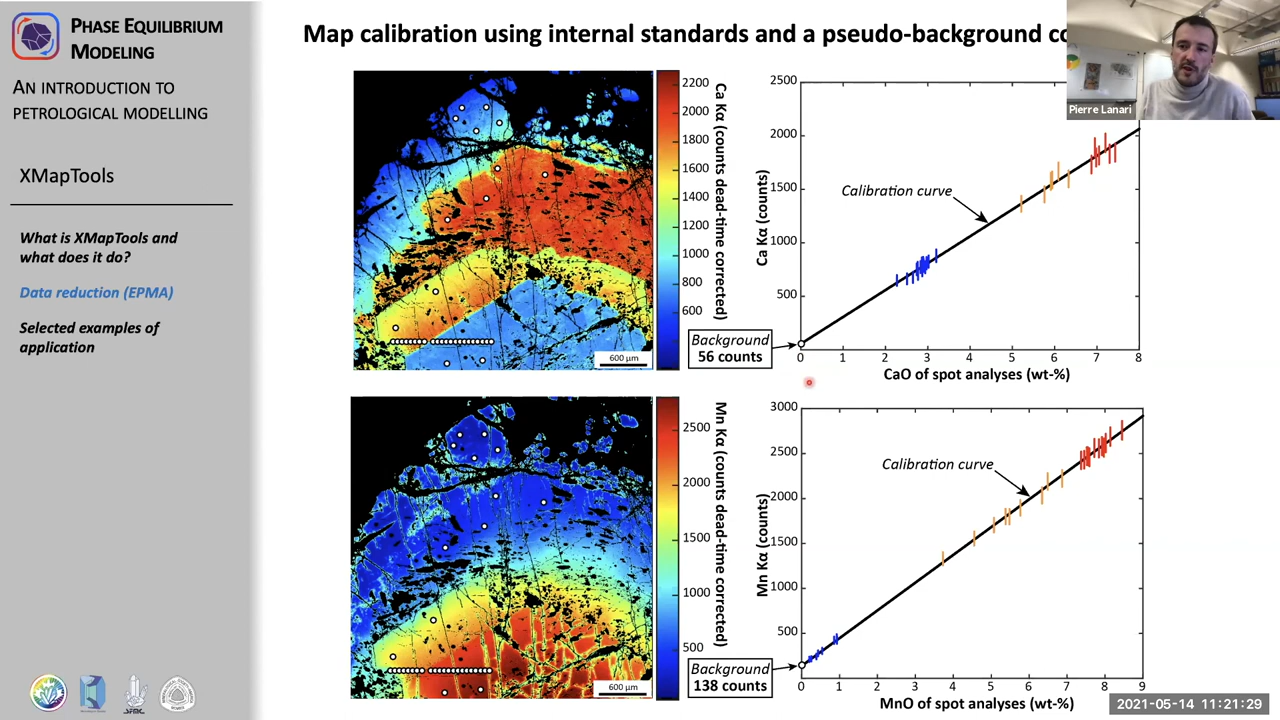 PHASE EQUILIBRIUM
MODELING
AN INTRODUCTION TO
PETROLOGICAL MODELLING
XMapTools
What is XMapTools and
what does it do?
Data reduction (EPMA)
Selected examples of
application
Map calibration using internal standards and a pseudo-background
Pierre Lanari
2200
2000
1800
1600
1400
1200
1000
800
600
Ca Kα (counts dead-time corrected)
600 µm
Background
56 counts
Ca Kα (counts)
2500
2000
1500
1000
500
Calibration curve
0 1 2 3 4 5 6 7 8
CaO of spot analyses (wt-%)
2500
2000
1500
1000
500
Mn Kα (counts dead-time corrected)
600 µm
Background
138 counts
Mn Kα (counts)
3000
2500
2000
1500
1000
500
Calibration curve
0 1 2 3 4 5 6 7 8 9
MnO of spot analyses (wt-%)
2021-05-14 11:21:29